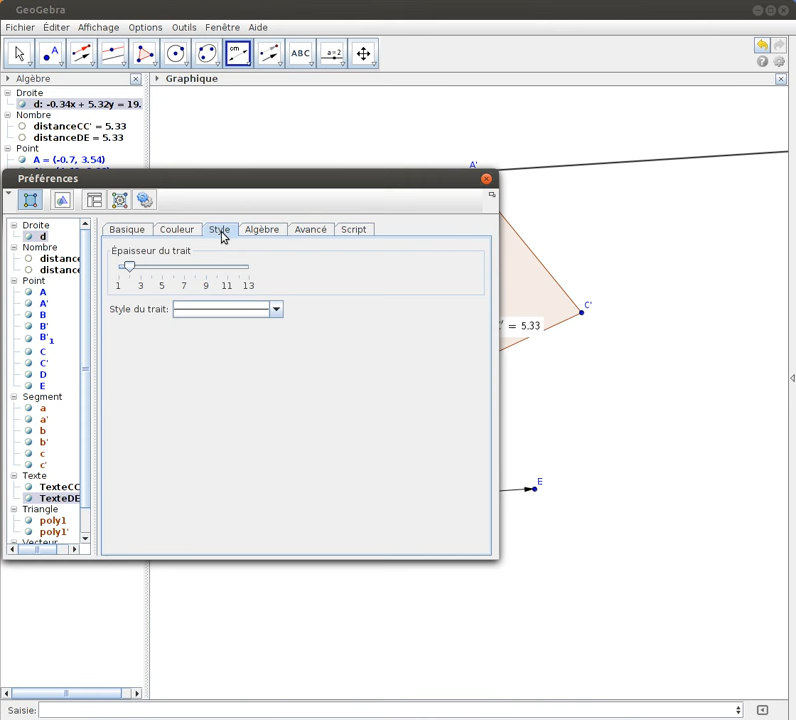 GeoGebra
Fichier Éditer Affichage Options Outils Fenêtre Aide
A cm ABC a=2
Algèbre
Graphique
Droite
d: -0.34x + 5.32y = 19.
Nombre
distanceCC' = 5.33
distanceDE = 5.33
Point
A = (-0.7, 3.54)
A'
Préférences
Droite
d
Nombre
distance
distance
Point
A
A'
B
B'
B'1
C
C'
D
E
Segment
a
a'
b
b'
c
c'
Texte
TexteCC
TexteDE
Triangle
poly1
poly1'
Vecteur
Basique Couleur Style Algèbre Avancé Script
Épaisseur du trait
1 3 5 7 9 11 13
Style du trait:
C'
' = 5.33
E
Saisie: